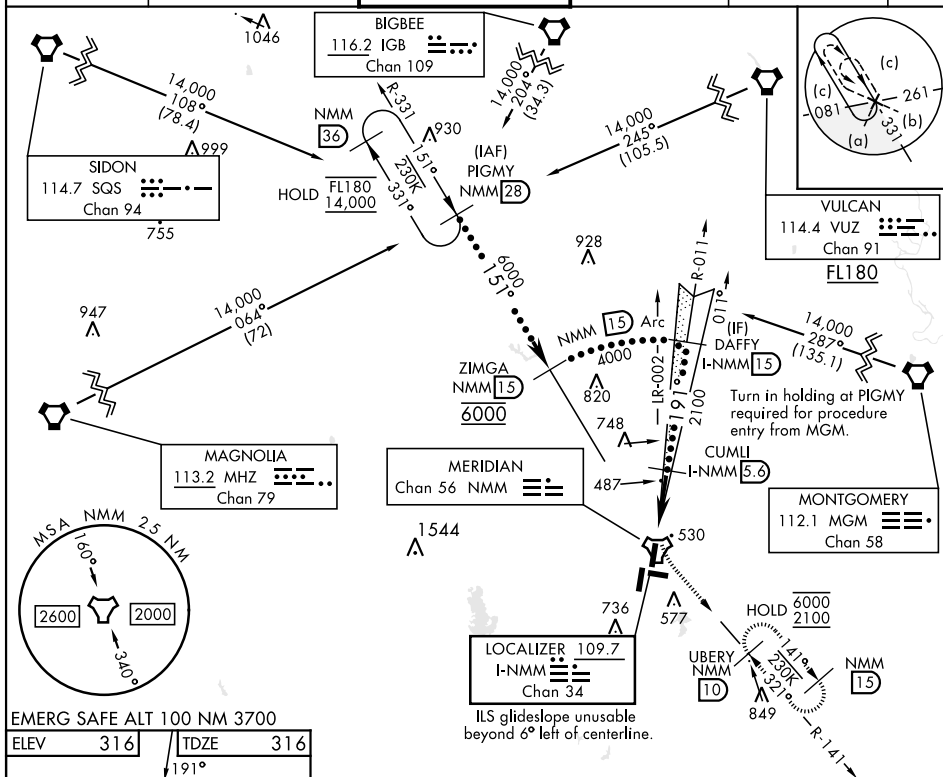 1046
BIGBEE
116.2 IGB
Chan 109
14,000
204°
(34.3)
(c)
(c)
081
261
(b)
(a)
33
14,000
108°
(78.4)
R-331
NMM
36
930
151°
230K
331°
HOLD FL180
14,000
(IAF)
PIGMY
NMM 28
14,000
245°
(105.5)
999
SIDON
114.7 SQS
Chan 94
755
VULCAN
114.4 VUZ
Chan 91
FL180
928
6000
151°
R-011
011°
947
14,000
064°
(72)
NMM 15 Arc
4000
LR-002
(IF)
DAFFY
I-NMM 15
14,000
287°
(135.1)
ZIMGA
NMM 15
6000
820
191°
2100
Turn in holding at PIGMY
required for procedure
entry from MGM.
748
CUMLI
I-NMM 5.6
MAGNOLIA
113.2 MHZ
Chan 79
MERIDIAN
Chan 56 NMM
487
MONTGOMERY
112.1 MGM
Chan 58
MSA NMM 25 NM
160°
2600
2000
340°
1544
530
736
577
HOLD 6000
2100
141°
230K
321°
UBERY
NMM
10
NMM
15
849
R-141
LOCALIZER 109.7
I-NMM
Chan 34
ILS glideslope unusable
beyond 6° left of centerline.
EMERG SAFE ALT 100 NM 3700
ELEV 316
TDZE 316
191°